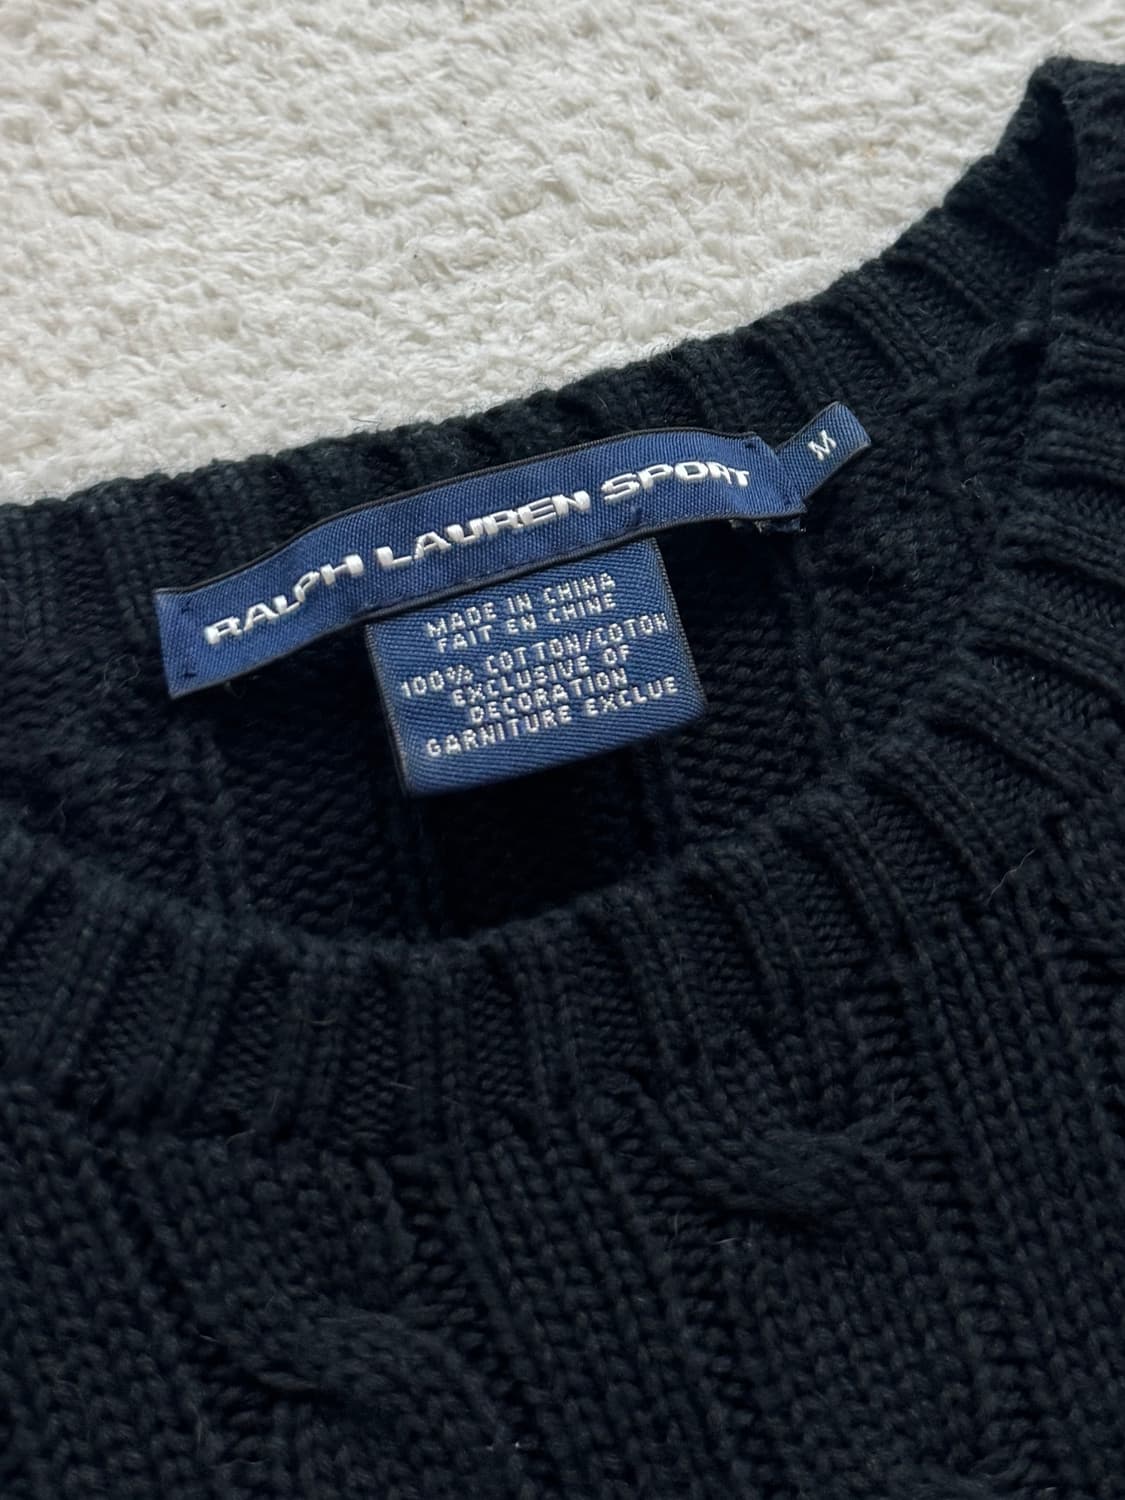 RALPH LAUREN SPORT
M
MADE IN CHINA
FAIT EN CHINE
100% COTTON/COTON
EXCLUSIVE OF
DECORATION
GARNITURE EXCLUE